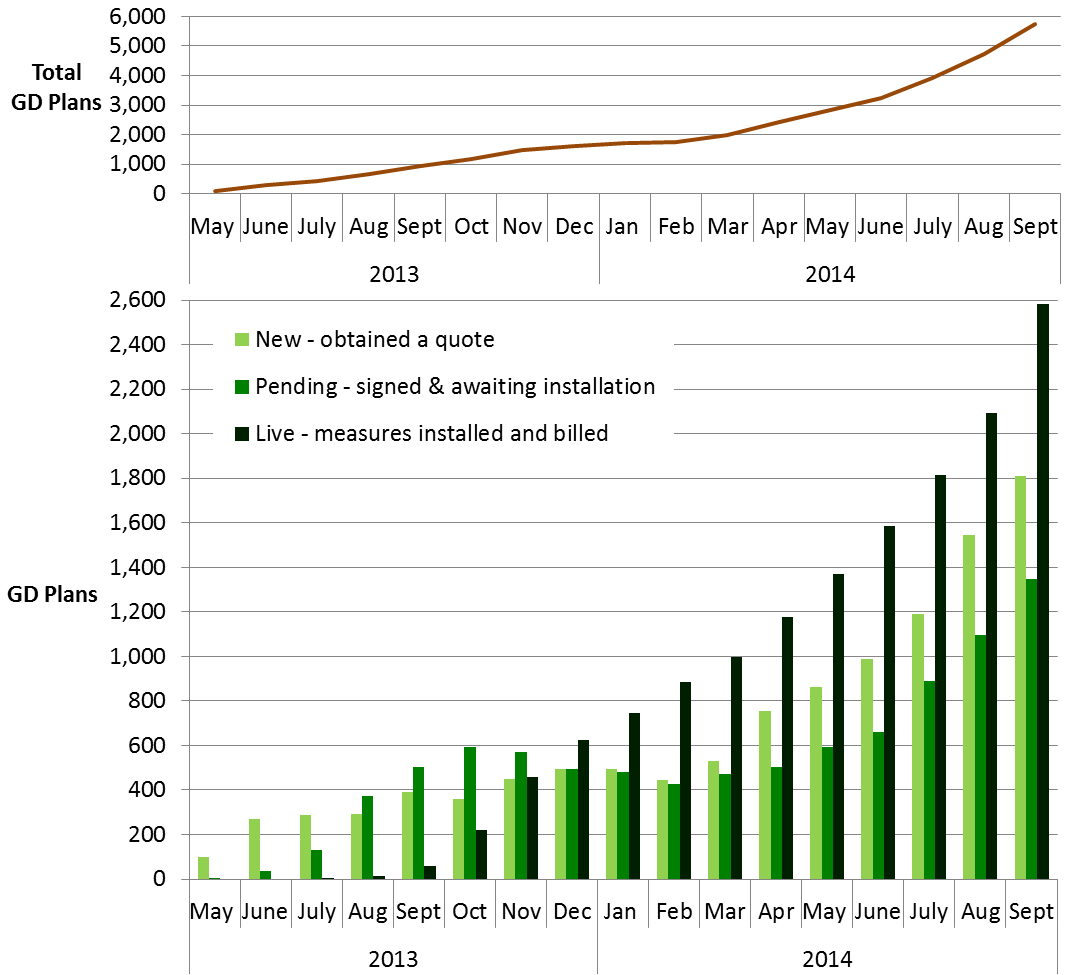 6,000
5,000
Total
GD Plans
4,000
3,000
2,000
1,000
0
May June July Aug Sept Oct Nov Dec Jan Feb Mar Apr May June July Aug Sept
2013 2014
2,600
2,400
2,200
2,000
1,800
1,600
1,400
1,200
1,000
800
600
400
200
0
GD Plans
New - obtained a quote
Pending - signed & awaiting installation
Live - measures installed and billed
May June July Aug Sept Oct Nov Dec Jan Feb Mar Apr May June July Aug Sept
2013 2014